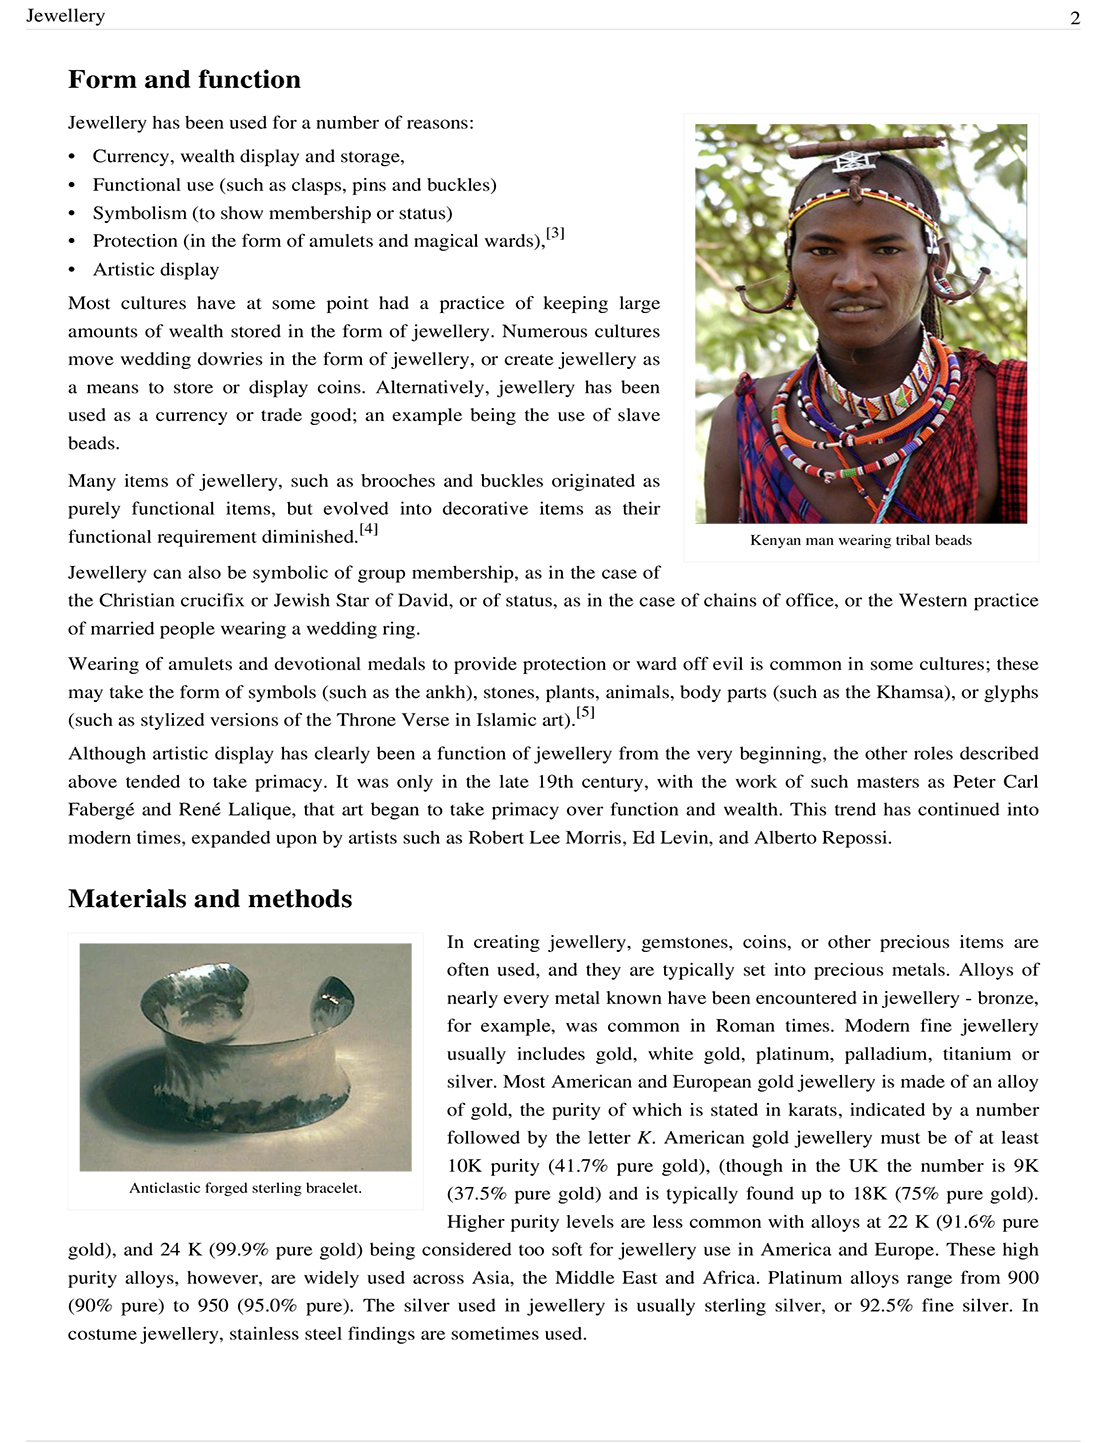 Jewellery 2
Form and function
Jewellery has been used for a number of reasons:
• Currency, wealth display and storage,
• Functional use (such as clasps, pins and buckles)
• Symbolism (to show membership or status)
• Protection (in the form of amulets and magical wards),[3]
• Artistic display
Most cultures have at some point had a practice of keeping large
amounts of wealth stored in the form of jewellery. Numerous cultures
move wedding dowries in the form of jewellery, or create jewellery as
a means to store or display coins. Alternatively, jewellery has been
used as a currency or trade good; an example being the use of slave
beads.
Many items of jewellery, such as brooches and buckles originated as
purely functional items, but evolved into decorative items as their
functional requirement diminished.[4]
Kenyan man wearing tribal beads
Jewellery can also be symbolic of group membership, as in the case of
the Christian crucifix or Jewish Star of David, or of status, as in the case of chains of office, or the Western practice
of married people wearing a wedding ring.
Wearing of amulets and devotional medals to provide protection or ward off evil is common in some cultures; these
may take the form of symbols (such as the ankh), stones, plants, animals, body parts (such as the Khamsa), or glyphs
(such as stylized versions of the Throne Verse in Islamic art).[5]
Although artistic display has clearly been a function of jewellery from the very beginning, the other roles described
above tended to take primacy. It was only in the late 19th century, with the work of such masters as Peter Carl
Fabergé and René Lalique, that art began to take primacy over function and wealth. This trend has continued into
modern times, expanded upon by artists such as Robert Lee Morris, Ed Levin, and Alberto Repossi.
Materials and methods
Anticlastic forged sterling bracelet.
In creating jewellery, gemstones, coins, or other precious items are
often used, and they are typically set into precious metals. Alloys of
nearly every metal known have been encountered in jewellery - bronze,
for example, was common in Roman times. Modern fine jewellery
usually includes gold, white gold, platinum, palladium, titanium or
silver. Most American and European gold jewellery is made of an alloy
of gold, the purity of which is stated in karats, indicated by a number
followed by the letter K. American gold jewellery must be of at least
10K purity (41.7% pure gold), (though in the UK the number is 9K
(37.5% pure gold) and is typically found up to 18K (75% pure gold).
Higher purity levels are less common with alloys at 22 K (91.6% pure
gold), and 24 K (99.9% pure gold) being considered too soft for jewellery use in America and Europe. These high
purity alloys, however, are widely used across Asia, the Middle East and Africa. Platinum alloys range from 900
(90% pure) to 950 (95.0% pure). The silver used in jewellery is usually sterling silver, or 92.5% fine silver. In
costume jewellery, stainless steel findings are sometimes used.